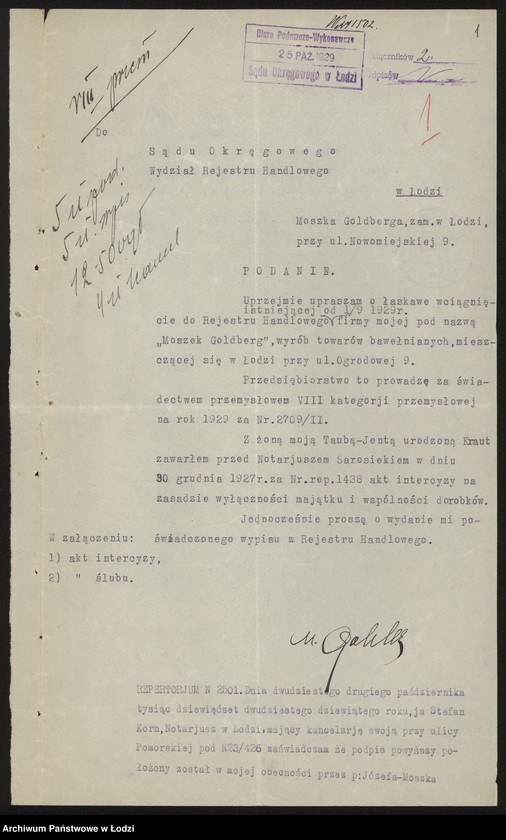 1
Biuro Podawczo-Wykonawcze
25 PAŹ. 1929
Sądu Okręgowego w Łodzi
załączników 2
odpisów
1
VIII przem
Do
Sądu Okręgowego
Wydział Rejestru Handlowego
w Łodzi
Moszka Goldberga, zam.w Łodzi,
przy ul.Nowomiejskiej 9.
PODANIE.
Uprzejmie upraszam o łaskawe wciągnię-
istniejącej od 1/9 1929r.
cie do Rejestru Handlowego firmy mojej pod nazwą
„Moszek Goldberg", wyrób towarów bawełnianych, miesz-
czącej się w Łodzi przy ul.Ogrodowej 9.
Przedsiębiorstwo to prowadzę za świa-
dectwem przemysłowem VIII kategorji przemysłowej
na rok 1929 za Nr.2709/II.
Z żoną moją Taubą-Jentą urodzoną Kraut
zawarłem przed Notarjuszem Sarosiekiem w dniu
30 grudnia 1927r.za Nr.rep.1438 akt intercyzy na
zasadzie wyłączności majątku i wspólności dorobków.
Jednocześnie proszę o wydanie mi po-
świadczonego wypisu z Rejestru Handlowego.
W załączeniu:
1) akt intercyzy,
2) " ślubu.
REPERTORJUM N 2501. Dnia dwudziestego drugiego października
tysiąc dziewięćset dwudziestego dziewiątego roku, ja Stefan
Korn, Notarjusz w Łodzi, mający kancelarję swoją przy ulicy
Pomorskiej pod N23/426 zaświadczam że podpis powyższy po-
łożony został w mojej obecności przez p:Józefa-Moszka
Archiwum Państwowe w Łodzi